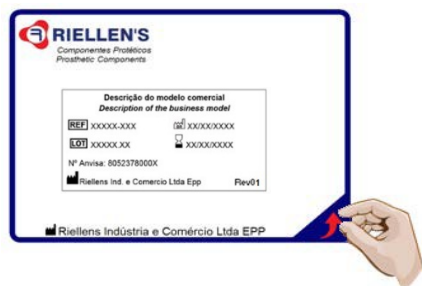 RIELLEN'S
Componentes Protéticos
Prosthetic Components
Descrição do modelo comercial
Description of the business model
REF XXXXX-XXX XX/XX/XXXX
LOT XXXXX.XX XX/XX/XXXX
Nº Anvisa: 8052378000X
Riellens Ind. e Comercio Ltda Epp Rev01
Riellens Indústria e Comércio Ltda EPP